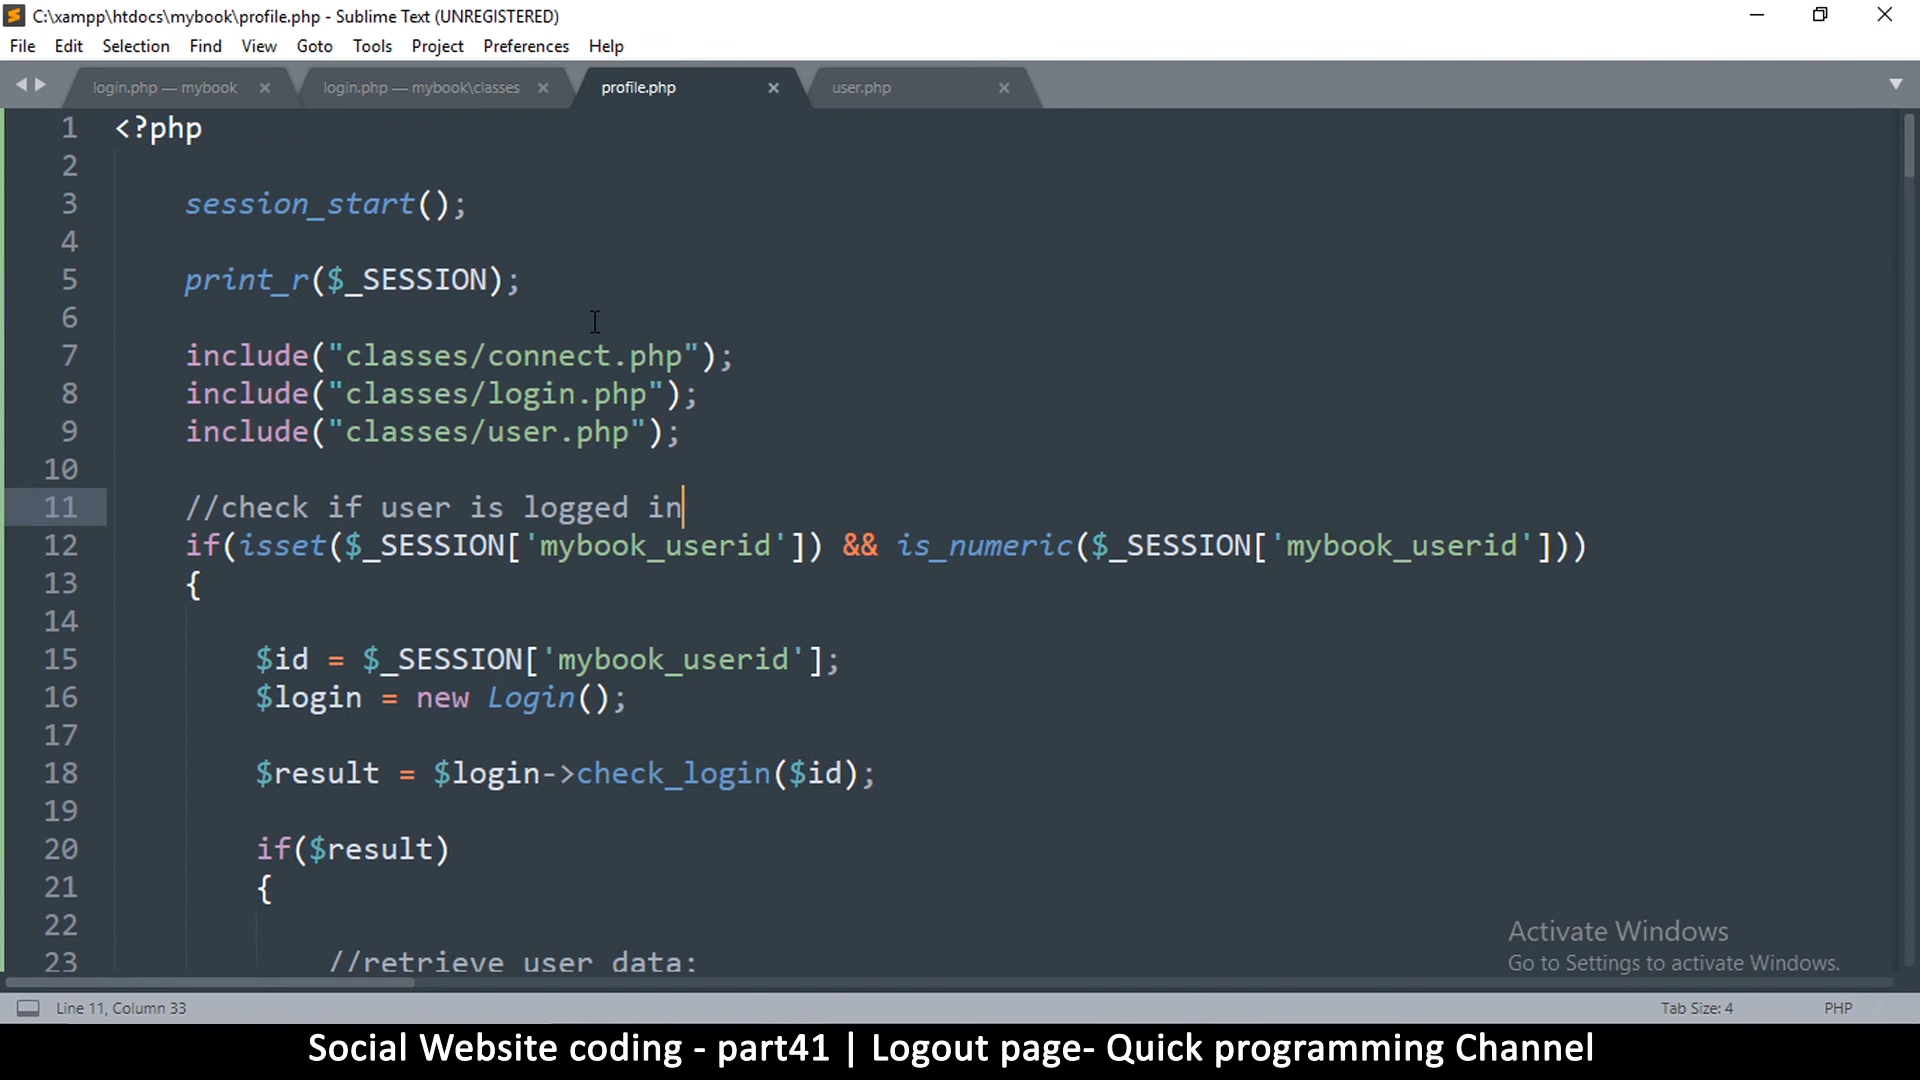 C:\xampp\htdocs\mybook\profile.php - Sublime Text (UNREGISTERED)
File Edit Selection Find View Goto Tools Project Preferences Help
login.php — mybook × login.php — mybook\classes × profile.php × user.php ×
1 <?php
2
3 session_start();
4
5 print_r($_SESSION);
6
7 include("classes/connect.php");
8 include("classes/login.php");
9 include("classes/user.php");
10
11 //check if user is logged in
12 if(isset($_SESSION['mybook_userid']) && is_numeric($_SESSION['mybook_userid']))
13 {
14
15 $id = $_SESSION['mybook_userid'];
16 $login = new Login();
17
18 $result = $login->check_login($id);
19
20 if($result)
21 {
22
23 //retrieve user data;
Activate Windows
Go to Settings to activate Windows.
Line 11, Column 33 Tab Size: 4 PHP
Social Website coding - part41 | Logout page- Quick programming Channel